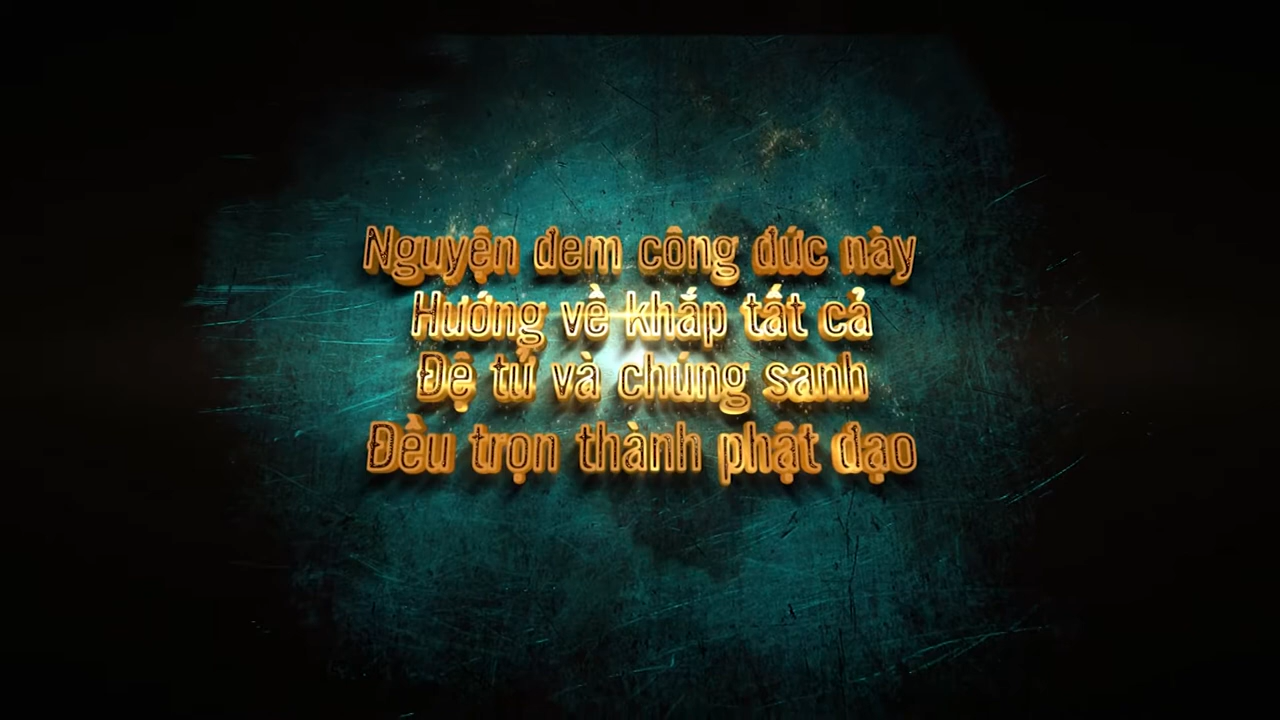 Nguyện đem công đức này
Hướng về khắp tất cả
Đệ tử và chúng sanh
Đều trọn thành phật đạo